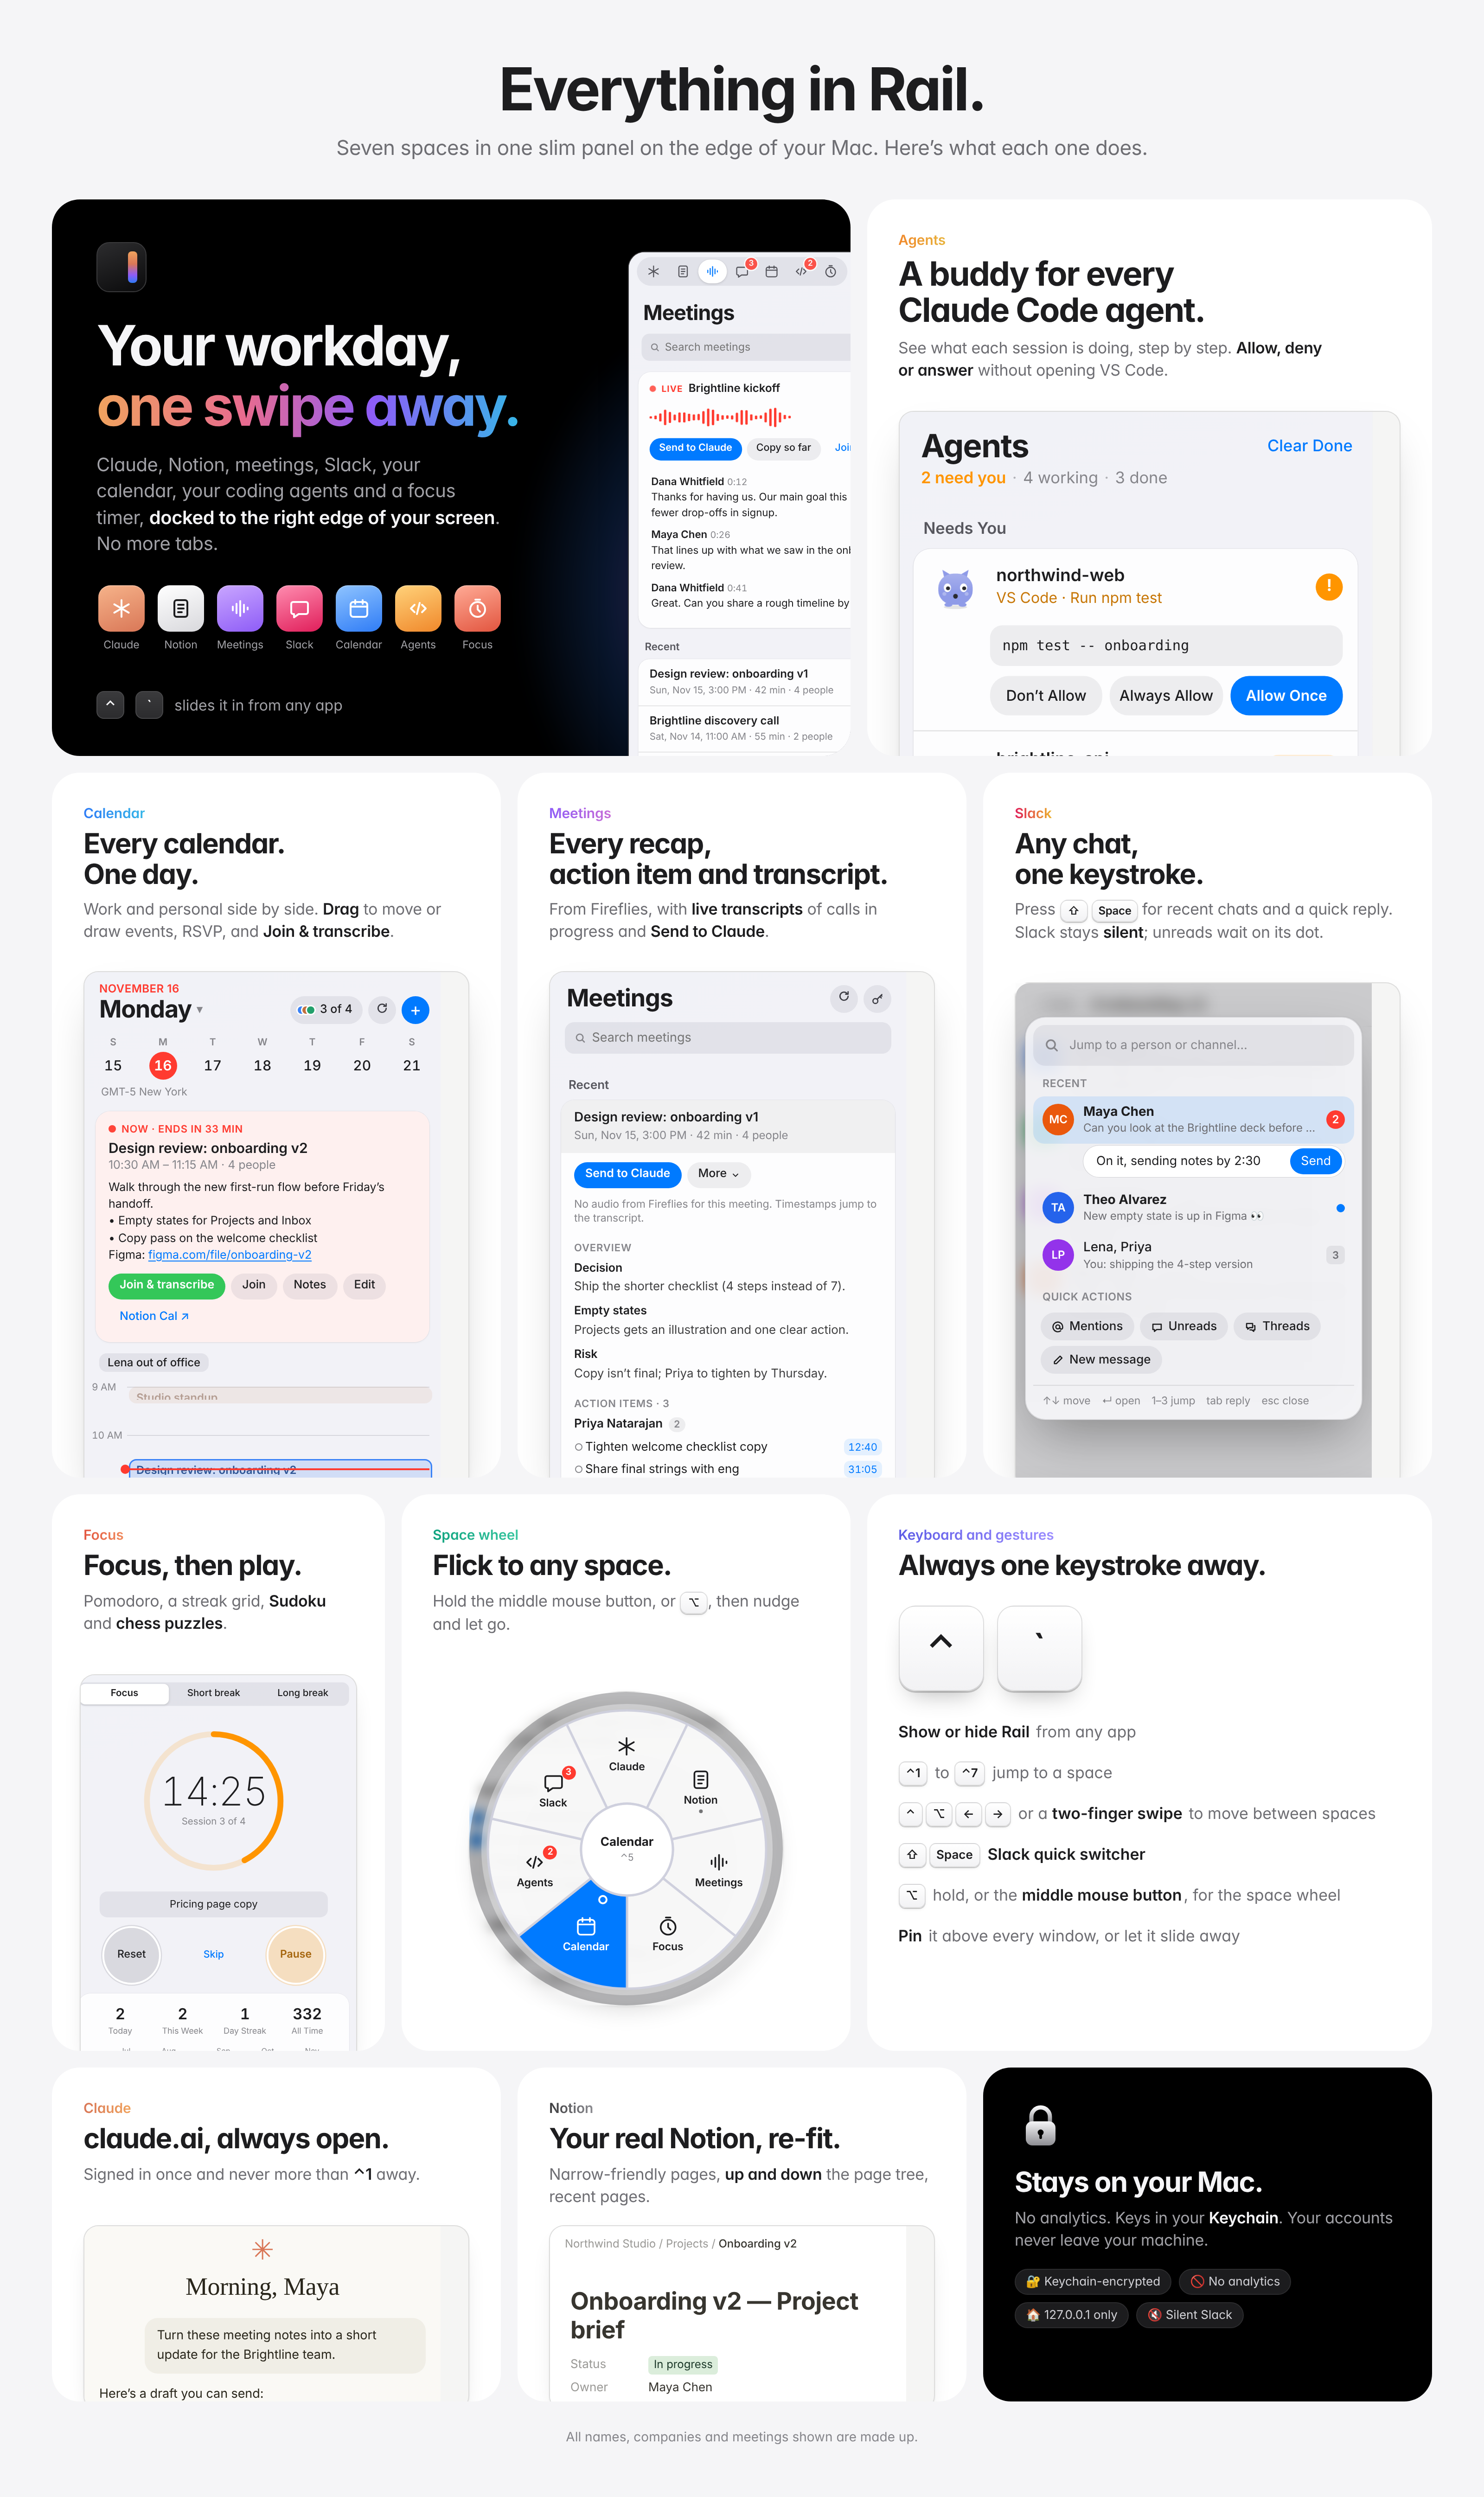 Everything in Rail.
Seven spaces in one slim panel on the edge of your Mac. Here's what each one does.
Your workday,
one swipe away.
Claude, Notion, meetings, Slack, your
calendar, your coding agents and a focus
timer, docked to the right edge of your screen.
No more tabs.
Claude
Notion
Meetings
Slack
Calendar
Agents
Focus
^ ` slides it in from any app
3
2
Meetings
Search meetings
LIVE Brightline kickoff
Send to Claude
Copy so far
Dana Whitfield 0:12
Thanks for having us. Our main goal this
fewer drop-offs in signup.
Maya Chen 0:26
That lines up with what we saw in the
review.
Dana Whitfield 0:41
Great. Can you share a rough timeline by
Recent
Design review: onboarding v1
Sun, Nov 15, 3:00 PM · 42 min · 4 people
Brightline discovery call
Sat, Nov 14, 11:00 AM · 55 min · 2 people
Agents
A buddy for every
Claude Code agent.
See what each session is doing, step by step. Allow, deny
or answer without opening VS Code.
Agents
Clear Done
2 need you · 4 working · 3 done
Needs You
northwind-web
VS Code · Run npm test
!
npm test -- onboarding
Don't Allow
Always Allow
Allow Once
Calendar
Every calendar.
One day.
Work and personal side by side. Drag to move or
draw events, RSVP, and Join & transcribe.
NOVEMBER 16
Monday ▾
3 of 4
+
S M T W T F S
15 16 17 18 19 20 21
GMT-5 New York
NOW · ENDS IN 33 MIN
Design review: onboarding v2
10:30 AM – 11:15 AM · 4 people
Walk through the new first-run flow before Friday's
handoff.
• Empty states for Projects and Inbox
• Copy pass on the welcome checklist
Figma: figma.com/file/onboarding-v2
Join & transcribe
Join
Notes
Edit
Notion Cal ↗
Lena out of office
9 AM
Studio standup
10 AM
Design review: onboarding v2
Meetings
Every recap,
action item and transcript.
From Fireflies, with live transcripts of calls in
progress and Send to Claude.
Meetings
Search meetings
Recent
Design review: onboarding v1
Sun, Nov 15, 3:00 PM · 42 min · 4 people
Send to Claude
More
No audio from Fireflies for this meeting. Timestamps jump to
the transcript.
OVERVIEW
Decision
Ship the shorter checklist (4 steps instead of 7).
Empty states
Projects gets an illustration and one clear action.
Risk
Copy isn't final; Priya to tighten by Thursday.
ACTION ITEMS · 3
Priya Natarajan 2
Tighten welcome checklist copy 12:40
Share final strings with eng 31:05
Slack
Any chat,
one keystroke.
Press ⇧ Space for recent chats and a quick reply.
Slack stays silent; unreads wait on its dot.
Jump to a person or channel...
RECENT
MC
Maya Chen
Can you look at the Brightline deck before ...
2
On it, sending notes by 2:30
Send
TA
Theo Alvarez
New empty state is up in Figma 👀
LP
Lena, Priya
You: shipping the 4-step version
3
QUICK ACTIONS
Mentions
Unreads
Threads
New message
↑↓ move ↵ open 1–3 jump tab reply esc close
Focus
Focus, then play.
Pomodoro, a streak grid, Sudoku
and chess puzzles.
Focus
Short break
Long break
14:25
Session 3 of 4
Pricing page copy
Reset
Skip
Pause
2 2 1 332
Today This Week Day Streak All Time
Space wheel
Flick to any space.
Hold the middle mouse button, or ⌥, then nudge
and let go.
Claude
3
Slack
Notion
Calendar
^5
2
Agents
Meetings
Calendar
Focus
Keyboard and gestures
Always one keystroke away.
^ `
Show or hide Rail from any app
^1 to ^7 jump to a space
^ ⌥ ← → or a two-finger swipe to move between spaces
⇧ Space Slack quick switcher
⌥ hold, or the middle mouse button, for the space wheel
Pin it above every window, or let it slide away
Claude
claude.ai, always open.
Signed in once and never more than ^1 away.
Morning, Maya
Turn these meeting notes into a short
update for the Brightline team.
Here's a draft you can send:
Notion
Your real Notion, re-fit.
Narrow-friendly pages, up and down the page tree,
recent pages.
Northwind Studio / Projects / Onboarding v2
Onboarding v2 — Project
brief
Status In progress
Owner Maya Chen
Stays on your Mac.
No analytics. Keys in your Keychain. Your accounts
never leave your machine.
🔐 Keychain-encrypted
🚫 No analytics
🏠 127.0.0.1 only
🔇 Silent Slack
All names, companies and meetings shown are made up.